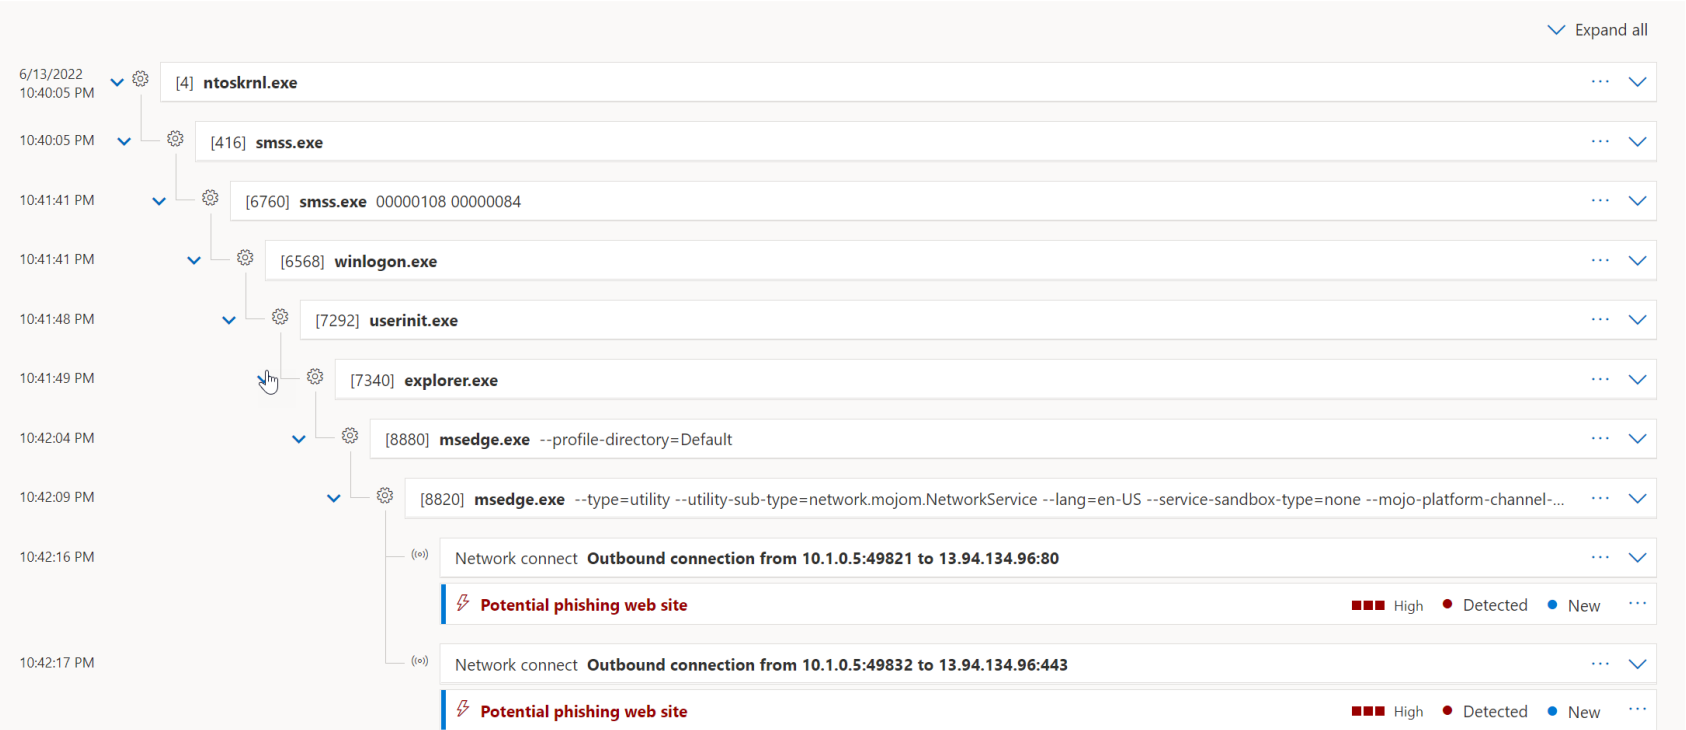 Expand all
6/13/2022
10:40:05 PM
[4] ntoskrnl.exe
10:40:05 PM [416] smss.exe
10:41:41 PM [6760] smss.exe 00000108 00000084
10:41:41 PM [6568] winlogon.exe
10:41:48 PM [7292] userinit.exe
10:41:49 PM [7340] explorer.exe
10:42:04 PM [8880] msedge.exe --profile-directory=Default
10:42:09 PM [8820] msedge.exe --type=utility --utility-sub-type=network.mojom.NetworkService --lang=en-US --service-sandbox-type=none --mojo-platform-channel-...
10:42:16 PM Network connect Outbound connection from 10.1.0.5:49821 to 13.94.134.96:80
Potential phishing web site High Detected New
10:42:17 PM Network connect Outbound connection from 10.1.0.5:49832 to 13.94.134.96:443
Potential phishing web site High Detected New